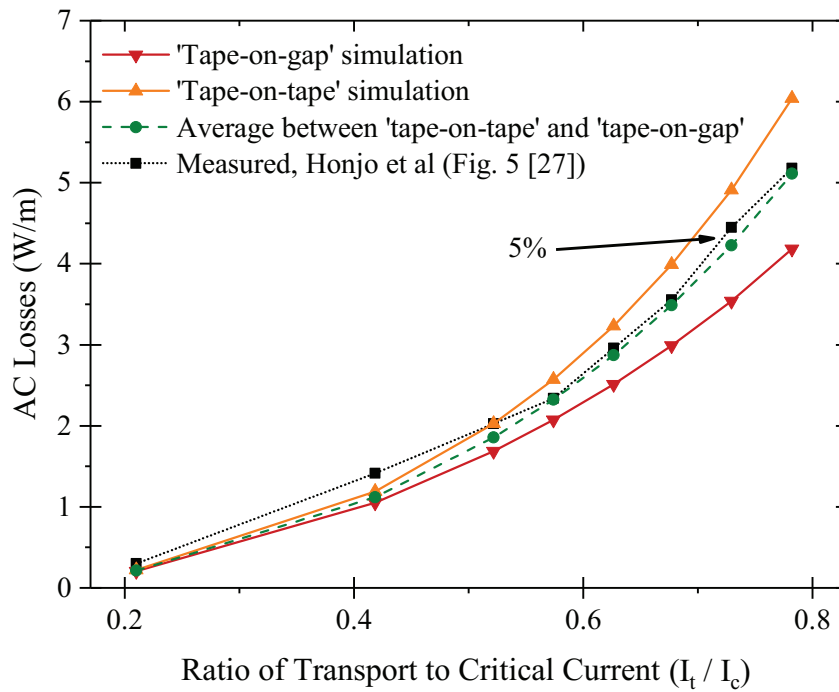 7
6
5
4
3
2
1
0
AC Losses (W/m)
'Tape-on-gap' simulation
'Tape-on-tape' simulation
Average between 'tape-on-tape' and 'tape-on-gap'
Measured, Honjo et al (Fig. 5 [27])
5%
0.2 0.4 0.6 0.8
Ratio of Transport to Critical Current (It / Ic)